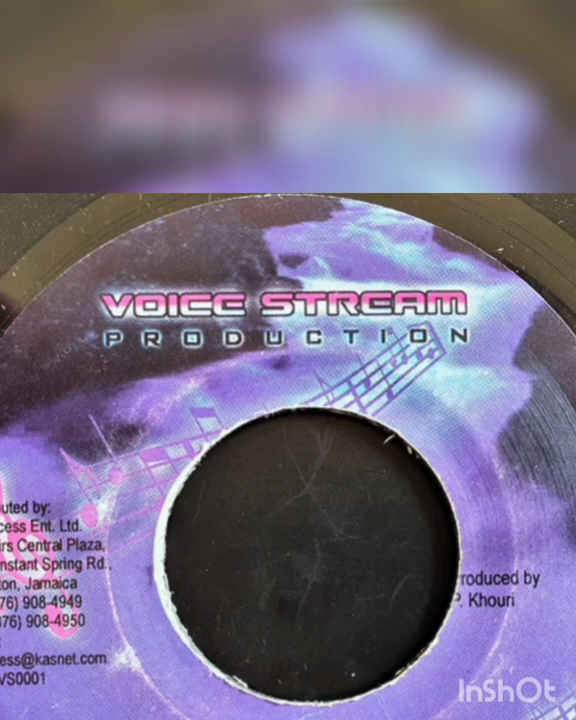 VOICE STREAM
PRODUCTION
uted by:
cess Ent. Ltd.
irs Central Plaza,
nstant Spring Rd.,
ton, Jamaica
76) 908-4949
876) 908-4950
ess@kasnet.com
VS0001
roduced by
P. Khouri
InShOt